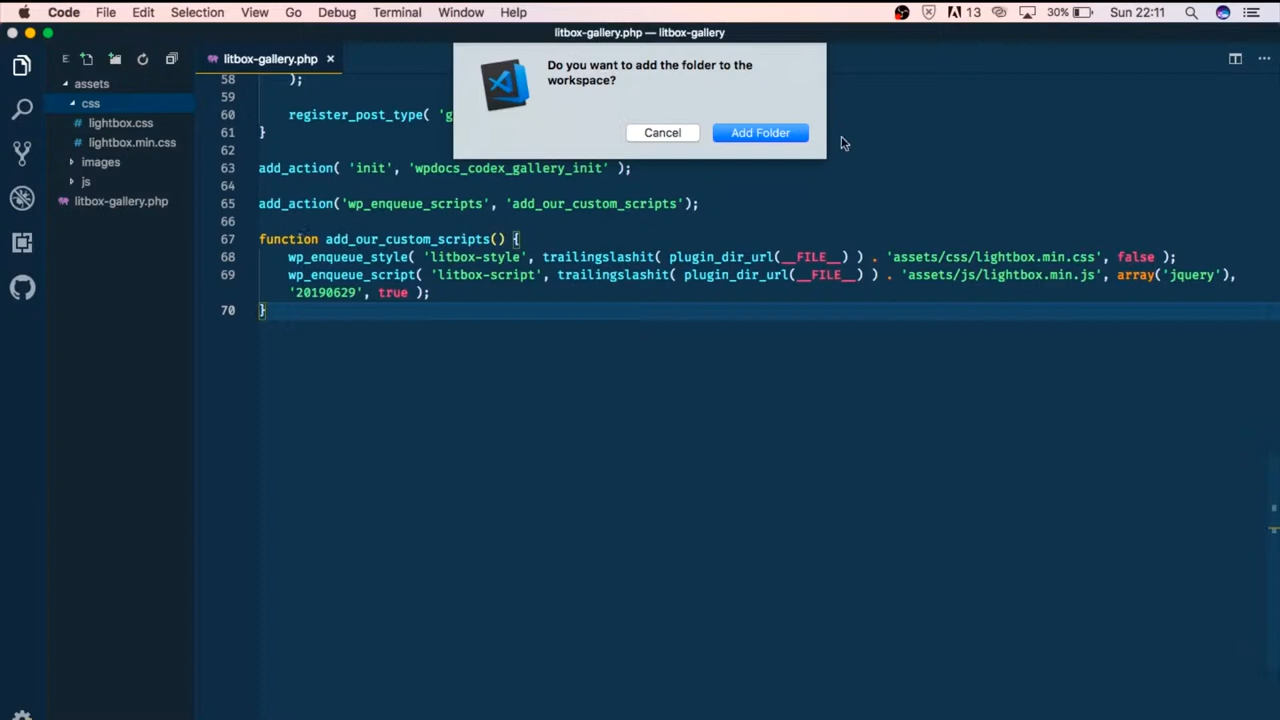 Code File Edit Selection View Go Debug Terminal Window Help 13 30% Sun 22:11
litbox-gallery.php — litbox-gallery
E litbox-gallery.php ×
Do you want to add the folder to the
workspace?
Cancel Add Folder
assets
css
# lightbox.css
# lightbox.min.css
images
js
litbox-gallery.php
58 );
59
60 register_post_type( 'g
61 }
62
63 add_action( 'init', 'wpdocs_codex_gallery_init' );
64
65 add_action('wp_enqueue_scripts', 'add_our_custom_scripts');
66
67 function add_our_custom_scripts() {
68 wp_enqueue_style( 'litbox-style', trailingslashit( plugin_dir_url(__FILE__) ) . 'assets/css/lightbox.min.css', false );
69 wp_enqueue_script( 'litbox-script', trailingslashit( plugin_dir_url(__FILE__) ) . 'assets/js/lightbox.min.js', array('jquery'),
'20190629', true );
70 }